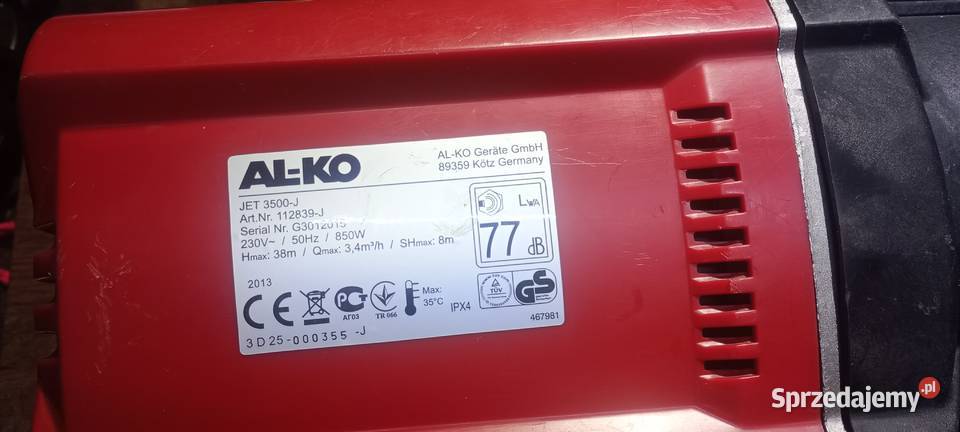 AL-KO
AL-KO Geräte GmbH
89359 Kötz Germany
JET 3500-J
Art.Nr. 112839-J
Serial Nr. G3012015
230V~ / 50Hz / 850W
Hmax: 38m / Qmax: 3,4m³/h / SHmax: 8m
LWA
77 dB
2013
CE
PG
АГ03
TR 066
Max:
35°C
IPX4
TÜV
GS
467981
3D25-000355 -J
Sprzedajemy.pl